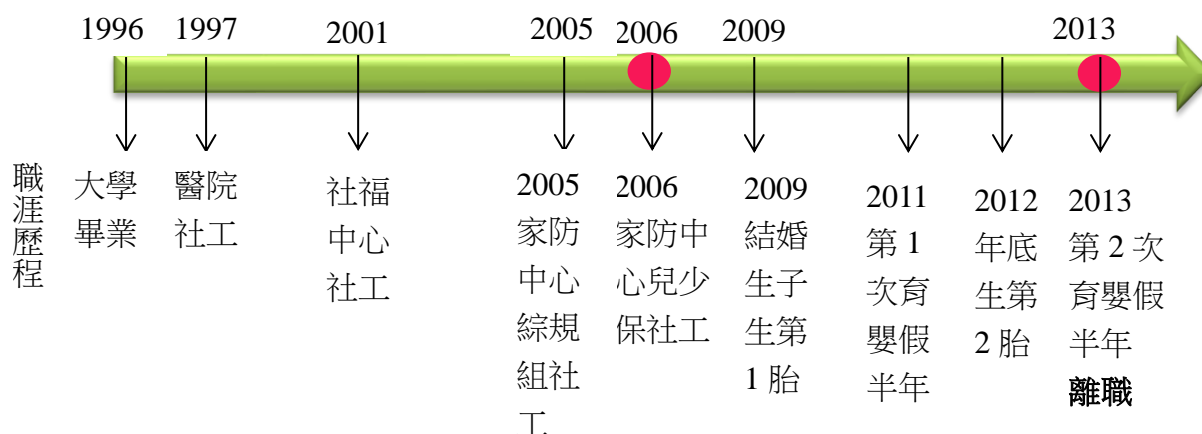 1996
1997
2001
2005
2006
2009
2013
職涯歷程
大學
畢業
醫院
社工
社福
中心
社工
2005
家防
中心
綜規
組社
工
2006
家防中
心兒少
保社工
2009
結婚
生子
生第
1 胎
2011
第 1
次育
嬰假
半年
2012
年底
生第
2 胎
2013
第 2 次
育嬰假
半年
離職